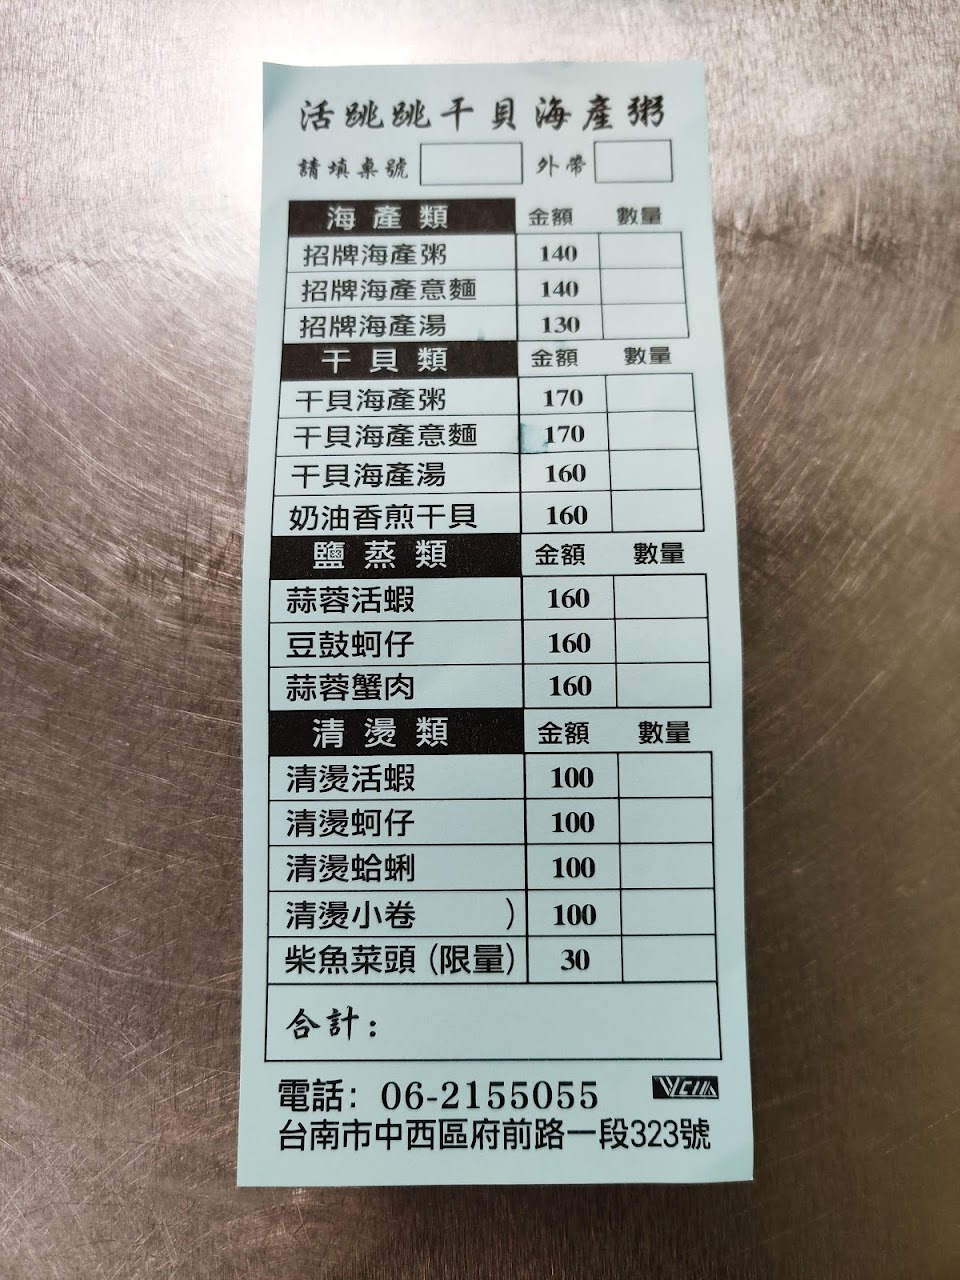 活跳跳干貝海產粥
請填桌號 外帶
海產類 金額 數量
招牌海產粥 140
招牌海產意麵 140
招牌海產湯 130
干貝類 金額 數量
干貝海產粥 170
干貝海產意麵 170
干貝海產湯 160
奶油香煎干貝 160
鹽蒸類 金額 數量
蒜蓉活蝦 160
豆鼓蚵仔 160
蒜蓉蟹肉 160
清燙類 金額 數量
清燙活蝦 100
清燙蚵仔 100
清燙蛤蜊 100
清燙小卷 ) 100
柴魚菜頭(限量) 30
合計:
電話: 06-2155055
台南市中西區府前路一段323號